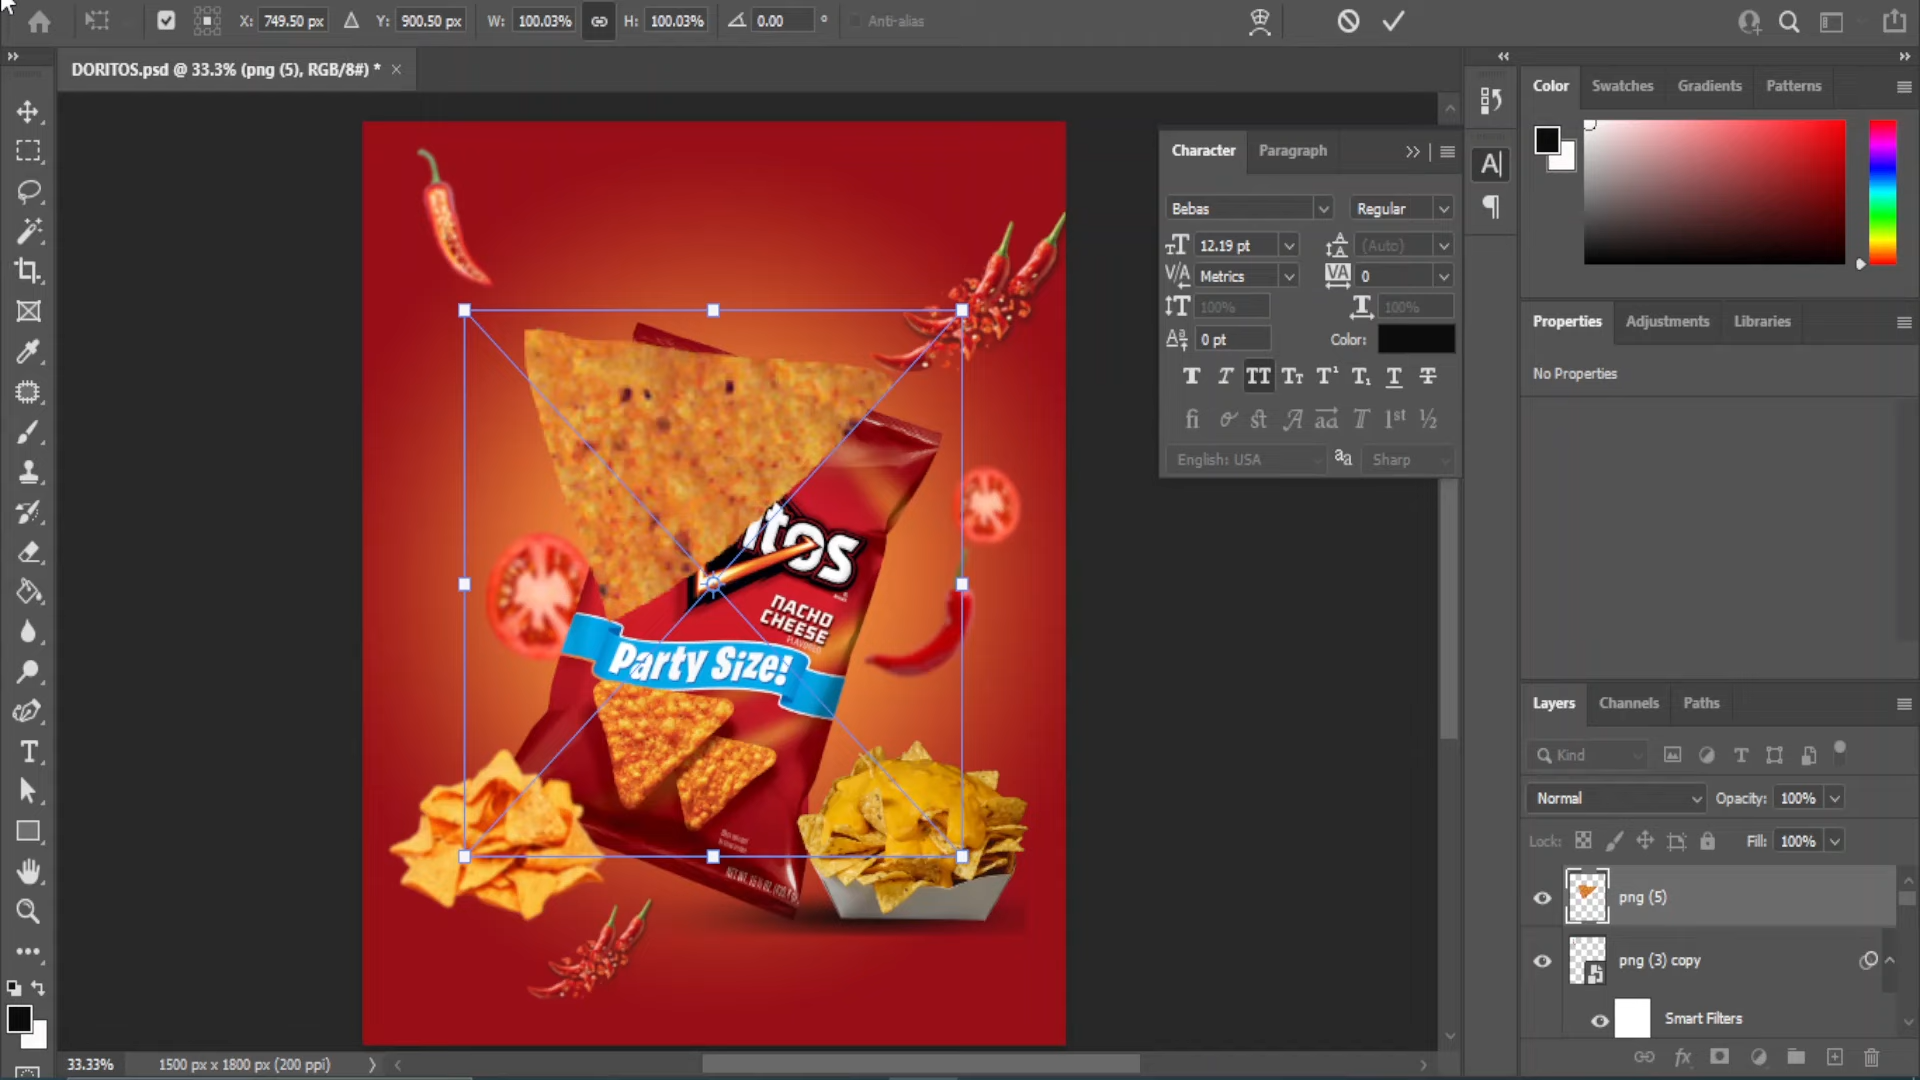 X: 749.50 px Y: 900.50 px W: 100.03% H: 100.03% 0.00 ° Anti-alias
DORITOS.psd @ 33.3% (png (5), RGB/8#) * ×
Color Swatches Gradients Patterns
Character Paragraph
Bebas Regular
12.19 pt (Auto)
Metrics 0
100% 100%
0 pt Color:
English: USA Sharp
Properties Adjustments Libraries
No Properties
itos
NACHO
CHEESE
FLAVORED
Party Size!
Layers Channels Paths
Kind
Normal Opacity: 100%
Lock: Fill: 100%
png (5)
png (3) copy
Smart Filters
33.33% 1500 px x 1800 px (200 ppi)